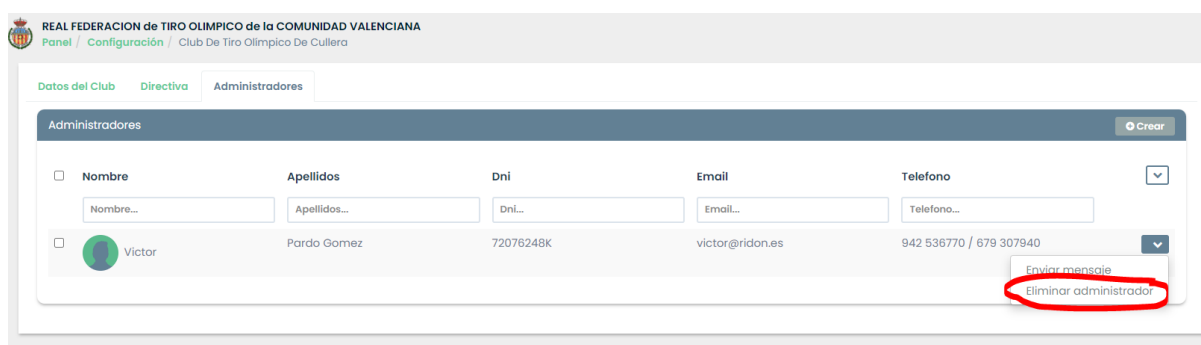 REAL FEDERACION de TIRO OLIMPICO de la COMUNIDAD VALENCIANA
Panel / Configuración / Club De Tiro Olímpico De Cullera
Datos del Club Directiva Administradores
Administradores Crear
Nombre Apellidos Dni Email Telefono
Nombre... Apellidos... Dni... Email... Telefono...
Victor Pardo Gomez 72076248K victor@ridon.es 942 536770 / 679 307940
Enviar mensaje
Eliminar administrador